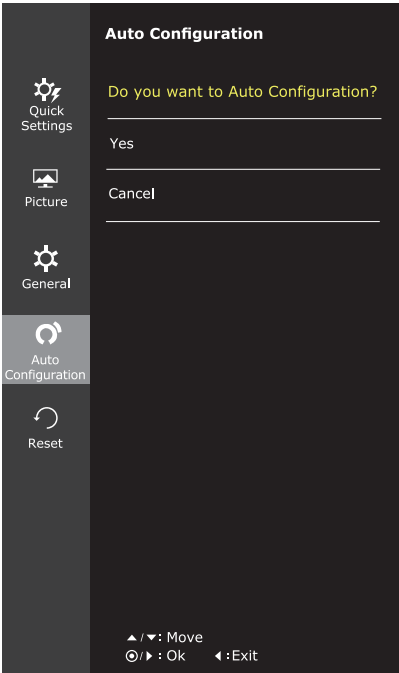 Auto Configuration
Quick
Settings
Picture
General
Auto
Configuration
Reset
Do you want to Auto Configuration?
Yes
Cancel
▲/▼: Move
◉/▶ : Ok ◀ :Exit